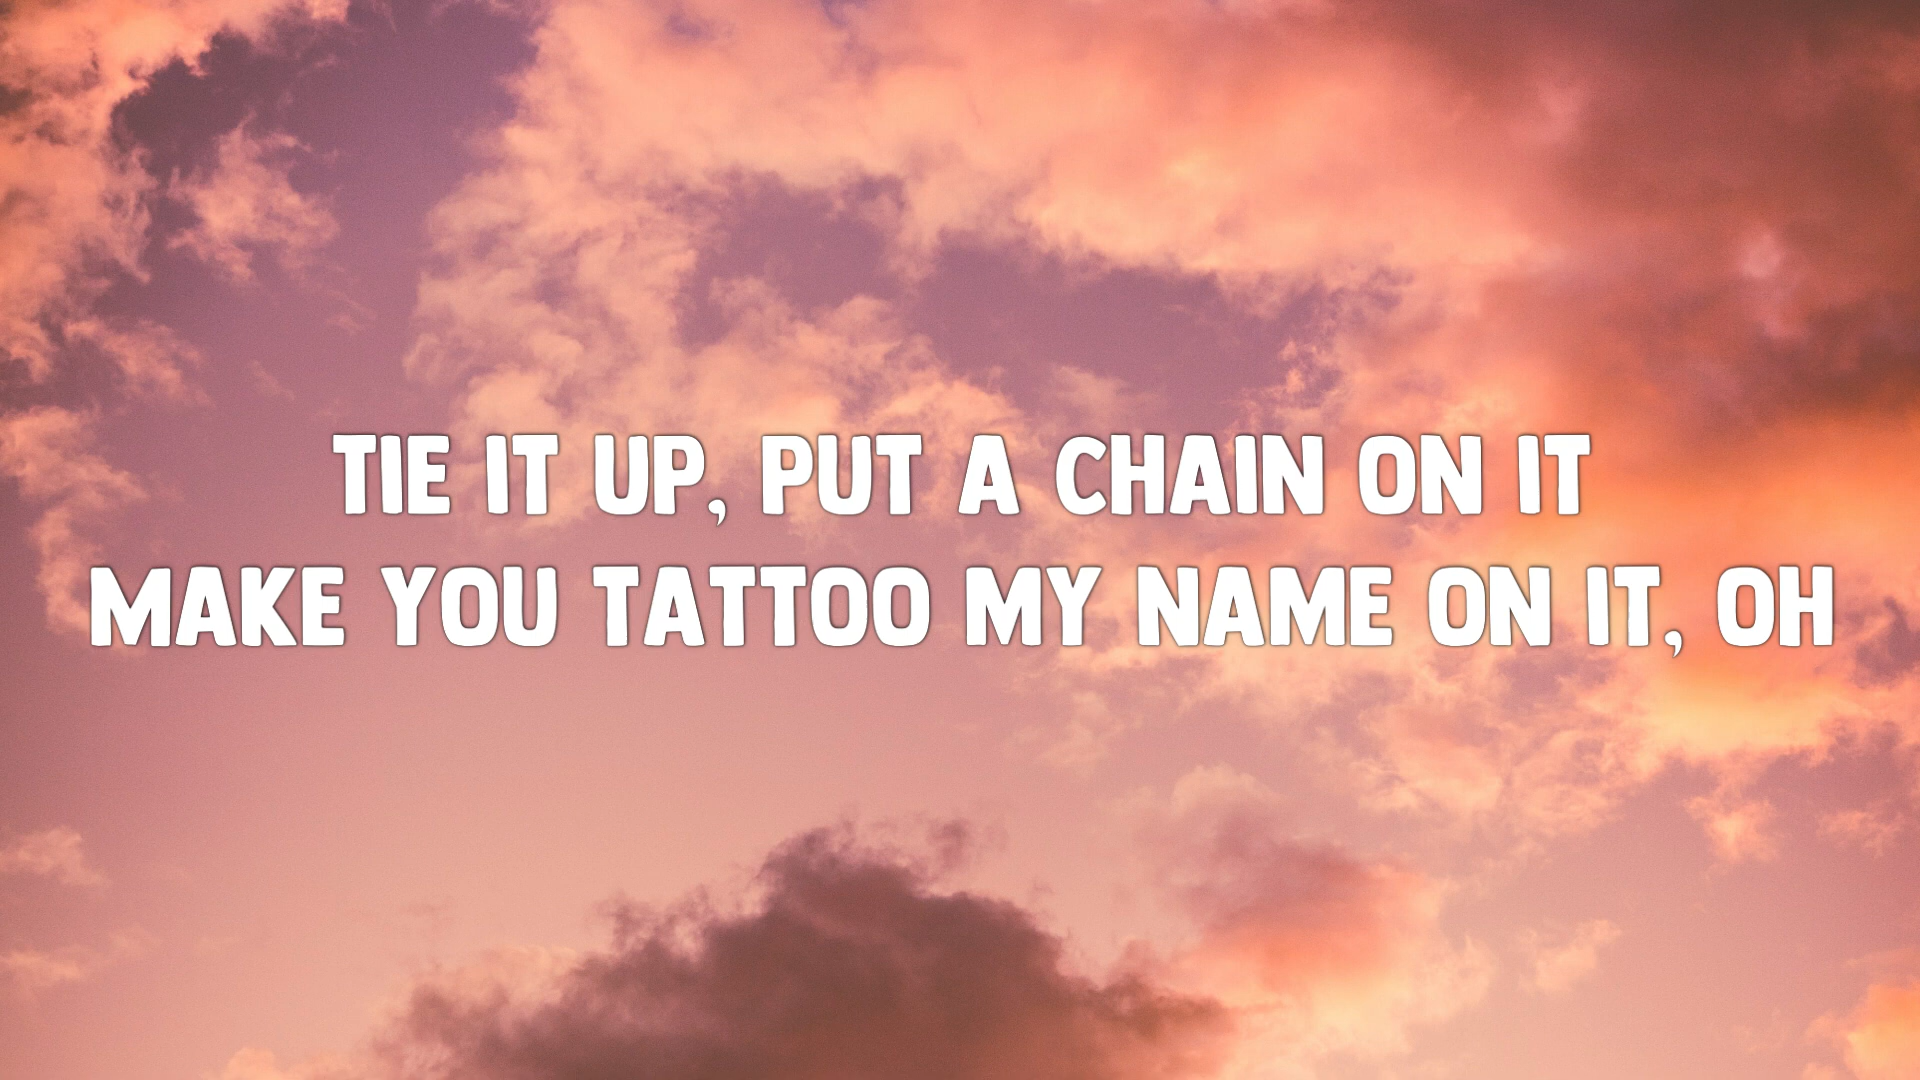 TIE IT UP, PUT A CHAIN ON IT
MAKE YOU TATTOO MY NAME ON IT, OH